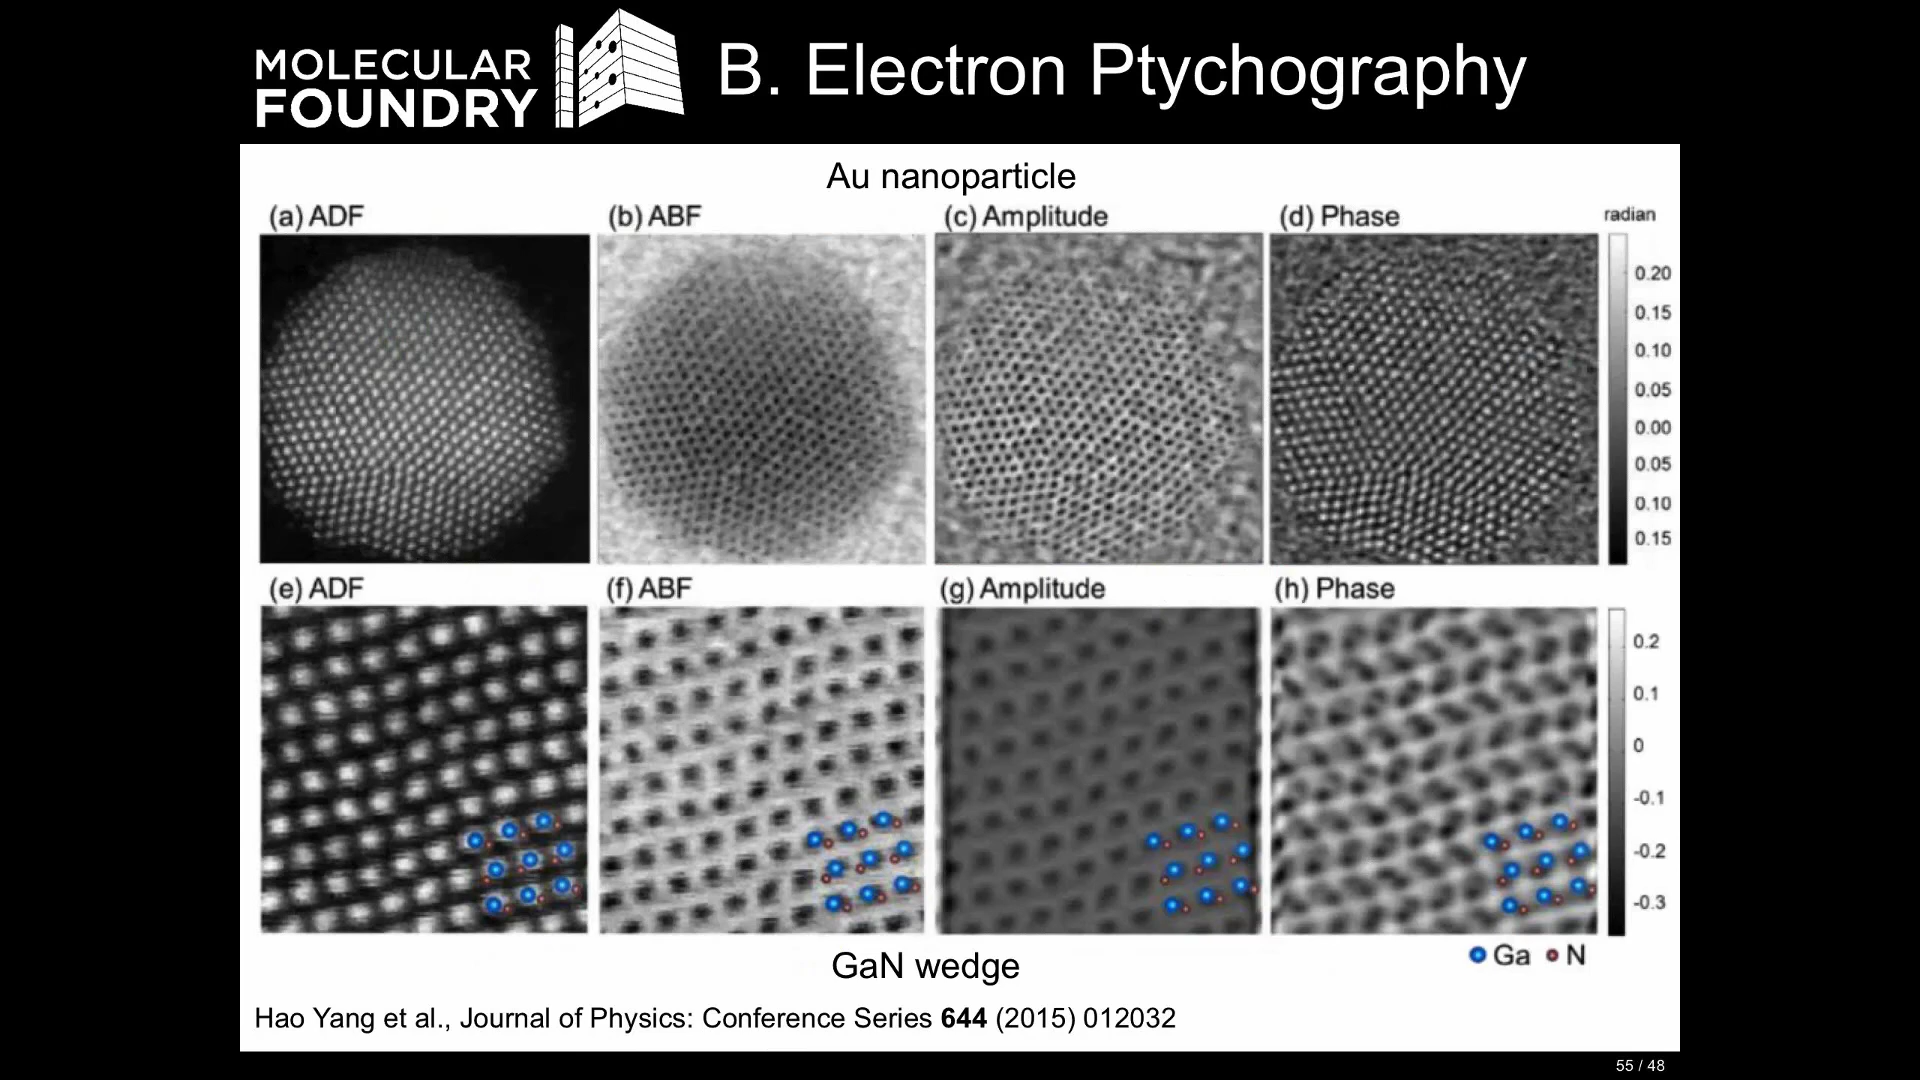 MOLECULAR
FOUNDRY
B. Electron Ptychography
Au nanoparticle
(a) ADF
(b) ABF
(c) Amplitude
(d) Phase
radian
0.20
0.15
0.10
0.05
0.00
0.05
0.10
0.15
(e) ADF
(f) ABF
(g) Amplitude
(h) Phase
0.2
0.1
0
-0.1
-0.2
-0.3
Ga N
GaN wedge
Hao Yang et al., Journal of Physics: Conference Series 644 (2015) 012032
55 / 48